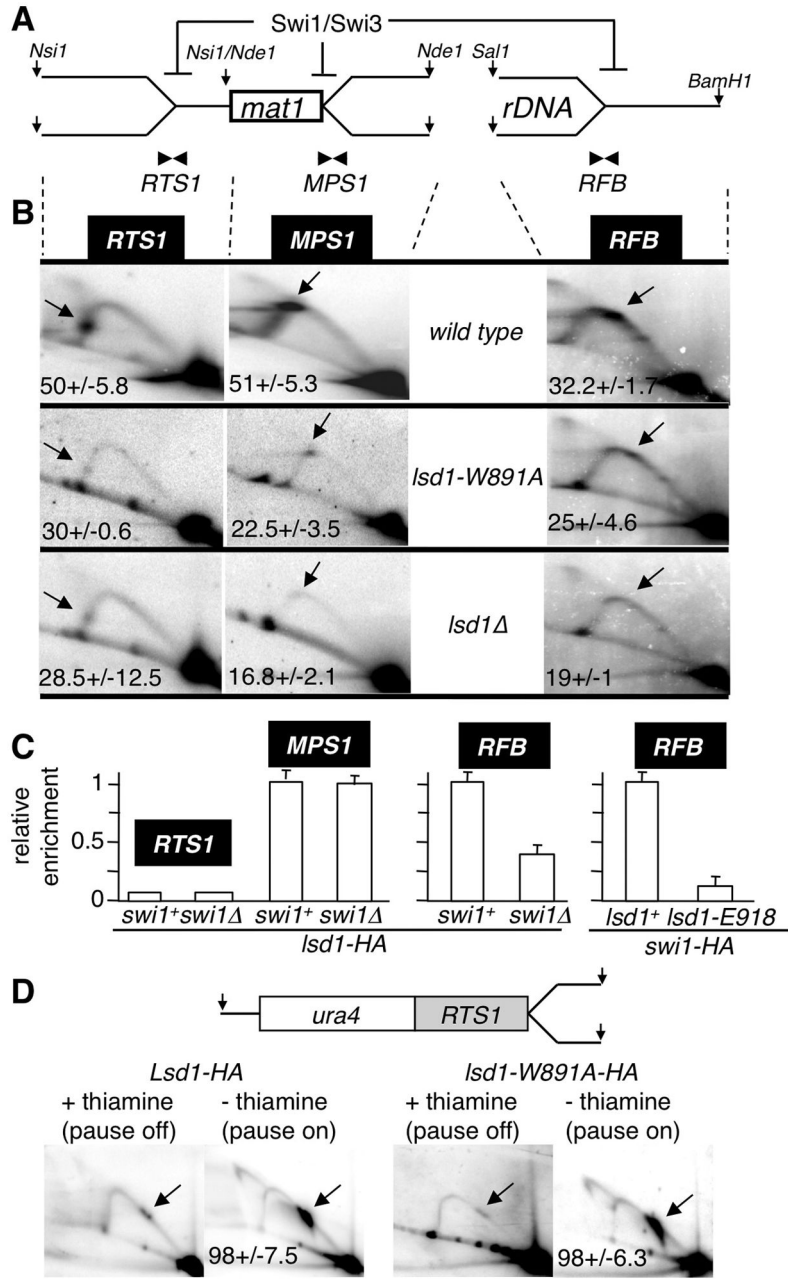 A
Swi1/Swi3
Nsi1 Nsi1/Nde1 Nde1 Sal1
BamH1
mat1 rDNA
RTS1 MPS1 RFB
B
RTS1 MPS1 RFB
wild type
50+/-5.8 51+/-5.3 32.2+/-1.7
lsd1-W891A
30+/-0.6 22.5+/-3.5 25+/-4.6
lsd1Δ
28.5+/-12.5 16.8+/-2.1 19+/-1
C
MPS1 RFB RFB
relative enrichment
1
0.5
0
RTS1
swi1+ swi1Δ swi1+ swi1Δ swi1+ swi1Δ lsd1+ lsd1-E918
lsd1-HA swi1-HA
D
ura4 RTS1
Lsd1-HA lsd1-W891A-HA
+ thiamine - thiamine + thiamine - thiamine
(pause off) (pause on) (pause off) (pause on)
98+/-7.5 98+/-6.3